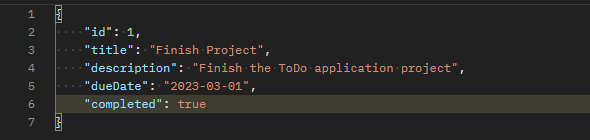 1 {
2     "id": 1,
3     "title": "Finish Project",
4     "description": "Finish the ToDo application project",
5     "dueDate": "2023-03-01",
6     "completed": true
7 }